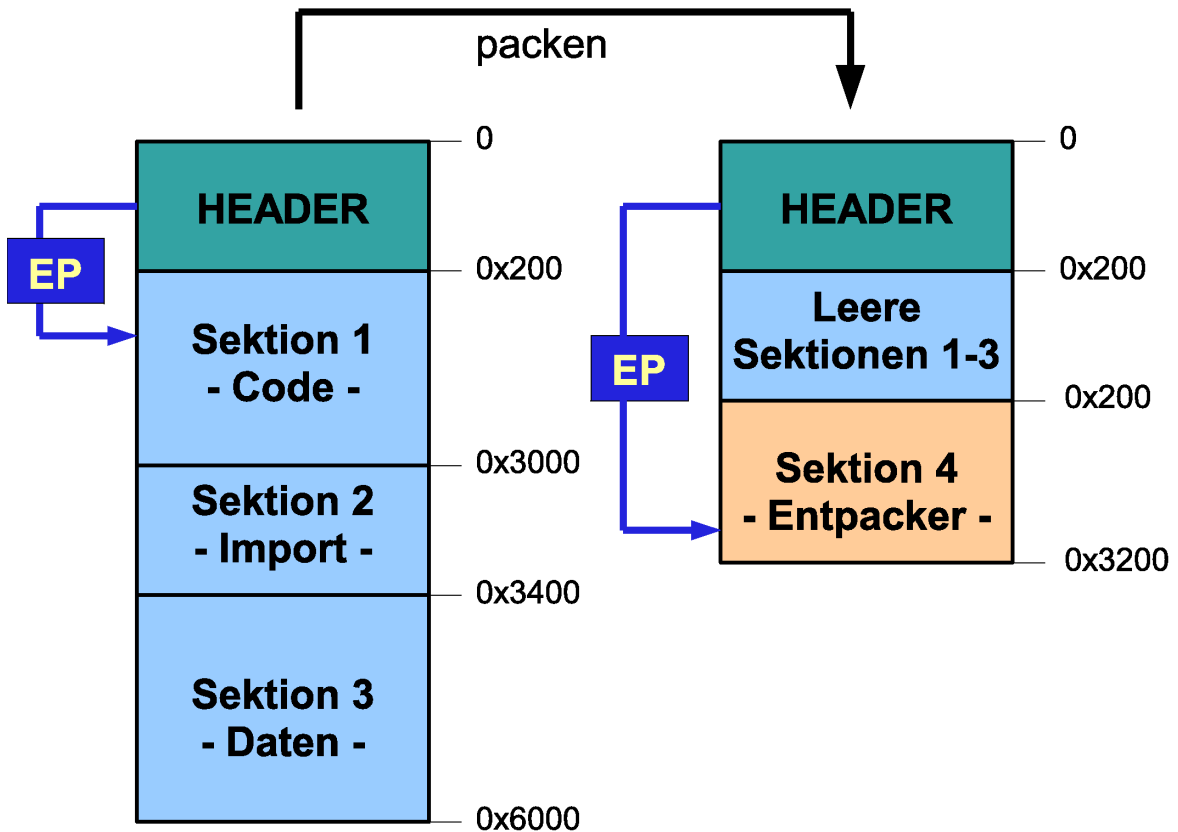 packen
0
HEADER
EP
0x200
Sektion 1
- Code -
0x3000
Sektion 2
- Import -
0x3400
Sektion 3
- Daten -
0x6000
0
HEADER
0x200
Leere
Sektionen 1-3
EP
0x200
Sektion 4
- Entpacker -
0x3200